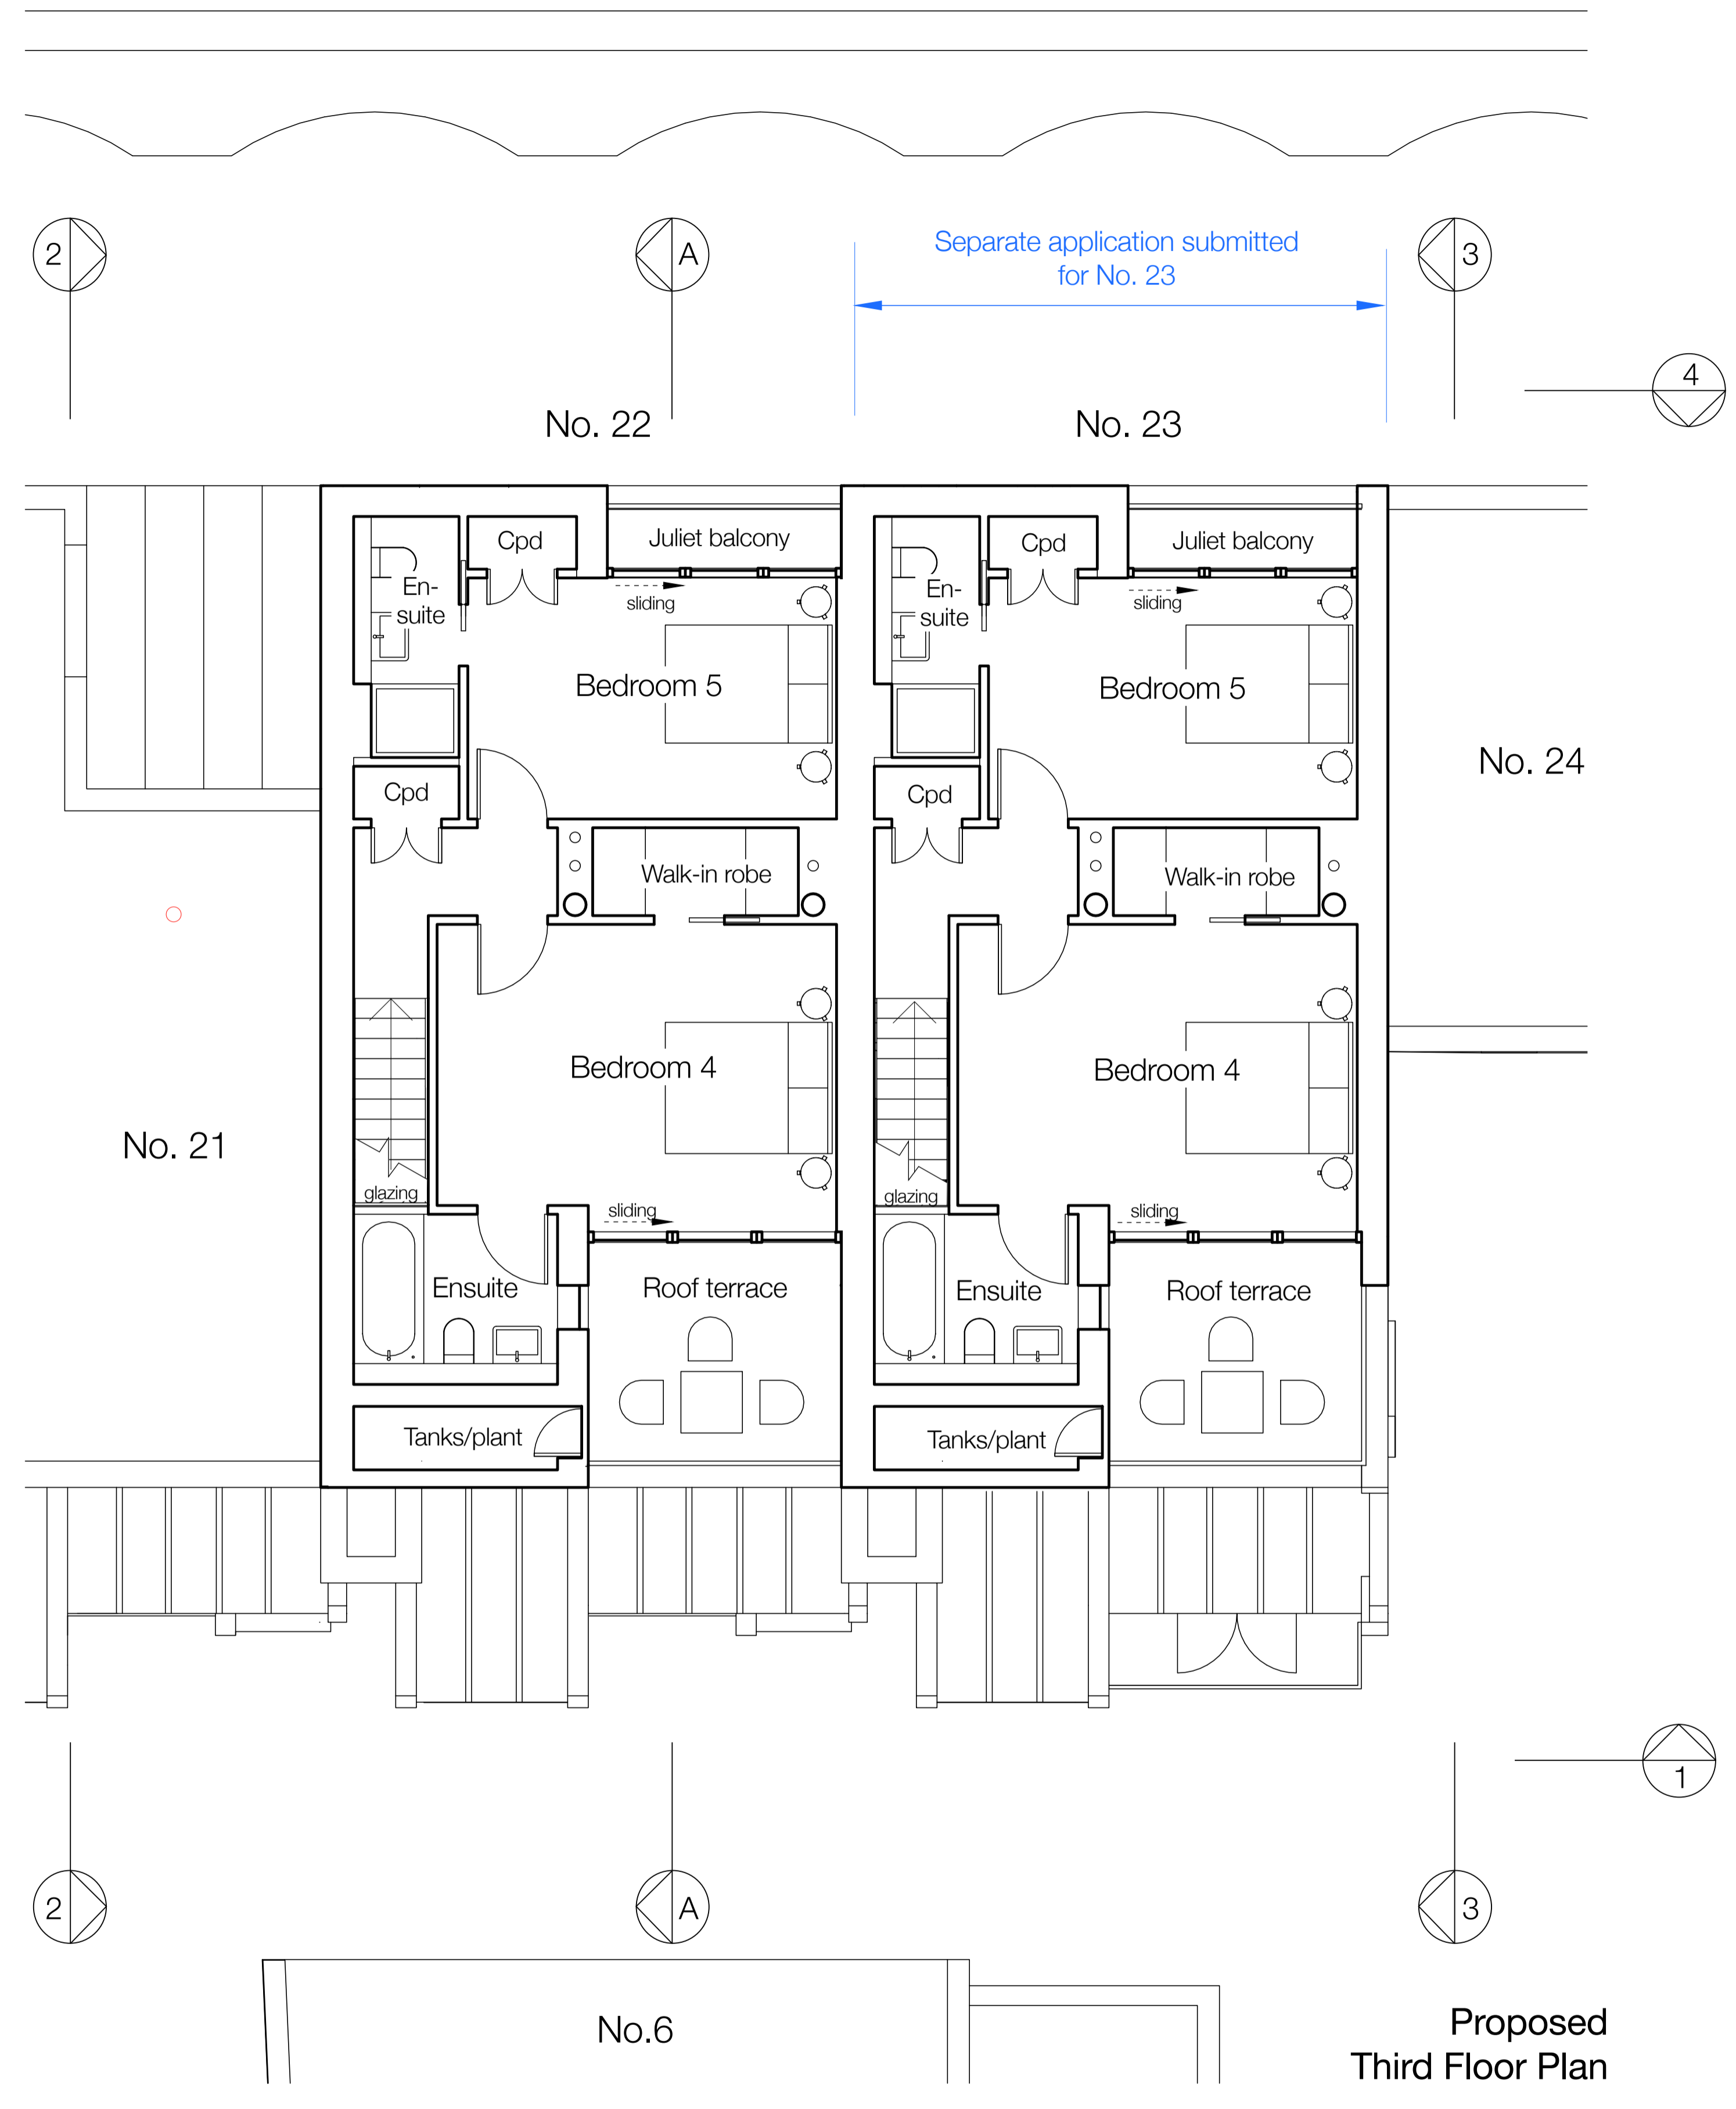 Separate application submitted
for No. 23
2
A
3
4
No. 22
No. 23
Cpd
Juliet balcony
Cpd
Juliet balcony
En-
suite
sliding
En-
suite
sliding
Bedroom 5
Bedroom 5
No. 24
Cpd
Cpd
Walk-in robe
Walk-in robe
Bedroom 4
Bedroom 4
No. 21
glazing
sliding
glazing
sliding
Ensuite
Roof terrace
Ensuite
Roof terrace
Tanks/plant
Tanks/plant
1
2
A
3
No.6
Proposed
Third Floor Plan